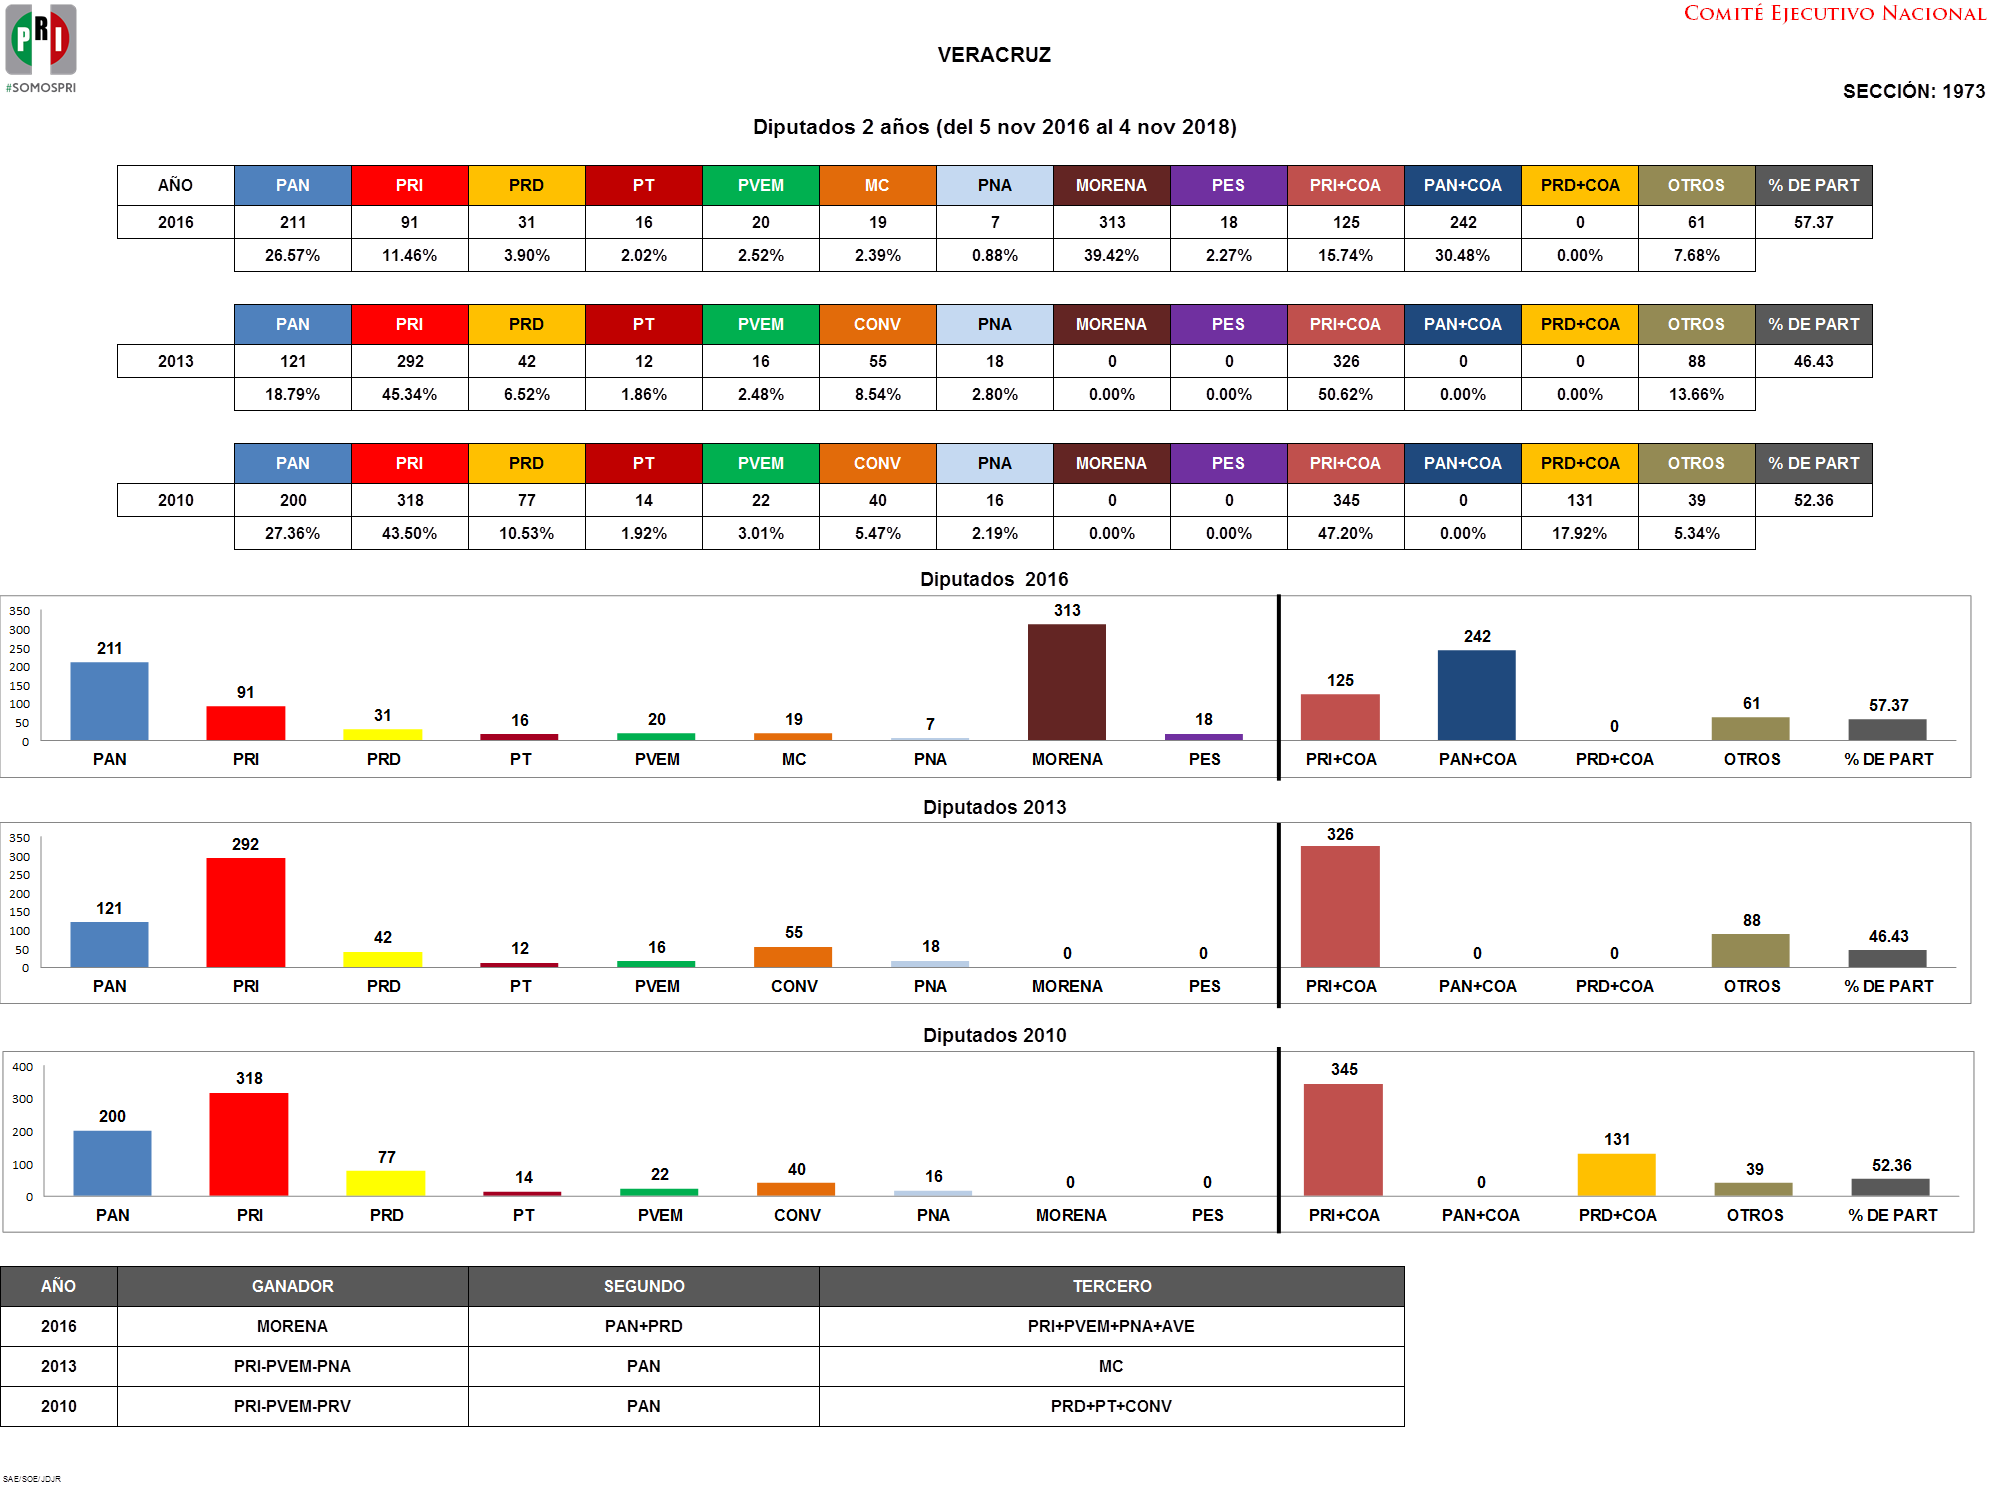 PRI
#SOMOSPRI
COMITÉ EJECUTIVO NACIONAL
VERACRUZ
SECCIÓN: 1973
Diputados 2 años (del 5 nov 2016 al 4 nov 2018)
AÑO PAN PRI PRD PT PVEM MC PNA MORENA PES PRI+COA PAN+COA PRD+COA OTROS % DE PART
2016 211 91 31 16 20 19 7 313 18 125 242 0 61 57.37
26.57% 11.46% 3.90% 2.02% 2.52% 2.39% 0.88% 39.42% 2.27% 15.74% 30.48% 0.00% 7.68%
PAN PRI PRD PT PVEM CONV PNA MORENA PES PRI+COA PAN+COA PRD+COA OTROS % DE PART
2013 121 292 42 12 16 55 18 0 0 326 0 0 88 46.43
18.79% 45.34% 6.52% 1.86% 2.48% 8.54% 2.80% 0.00% 0.00% 50.62% 0.00% 0.00% 13.66%
PAN PRI PRD PT PVEM CONV PNA MORENA PES PRI+COA PAN+COA PRD+COA OTROS % DE PART
2010 200 318 77 14 22 40 16 0 0 345 0 131 39 52.36
27.36% 43.50% 10.53% 1.92% 3.01% 5.47% 2.19% 0.00% 0.00% 47.20% 0.00% 17.92% 5.34%
Diputados 2016
350
300
250
200
150
100
50
0
211 91 31 16 20 19 7 313 18 125 242 0 61 57.37
PAN PRI PRD PT PVEM MC PNA MORENA PES PRI+COA PAN+COA PRD+COA OTROS % DE PART
Diputados 2013
350
300
250
200
150
100
50
0
121 292 42 12 16 55 18 0 0 326 0 0 88 46.43
PAN PRI PRD PT PVEM CONV PNA MORENA PES PRI+COA PAN+COA PRD+COA OTROS % DE PART
Diputados 2010
400
300
200
100
0
200 318 77 14 22 40 16 0 0 345 0 131 39 52.36
PAN PRI PRD PT PVEM CONV PNA MORENA PES PRI+COA PAN+COA PRD+COA OTROS % DE PART
AÑO GANADOR SEGUNDO TERCERO
2016 MORENA PAN+PRD PRI+PVEM+PNA+AVE
2013 PRI-PVEM-PNA PAN MC
2010 PRI-PVEM-PRV PAN PRD+PT+CONV
SAE/SOE/JDJR